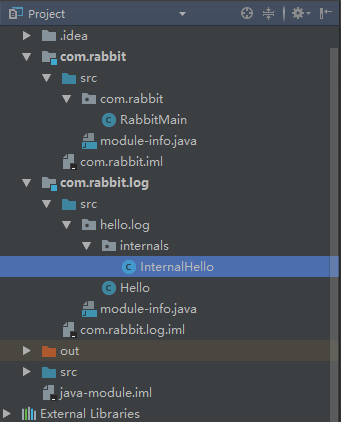 Project
.idea
com.rabbit
src
com.rabbit
RabbitMain
module-info.java
com.rabbit.iml
com.rabbit.log
src
hello.log
internals
InternalHello
Hello
module-info.java
com.rabbit.log.iml
out
src
java-module.iml
External Libraries